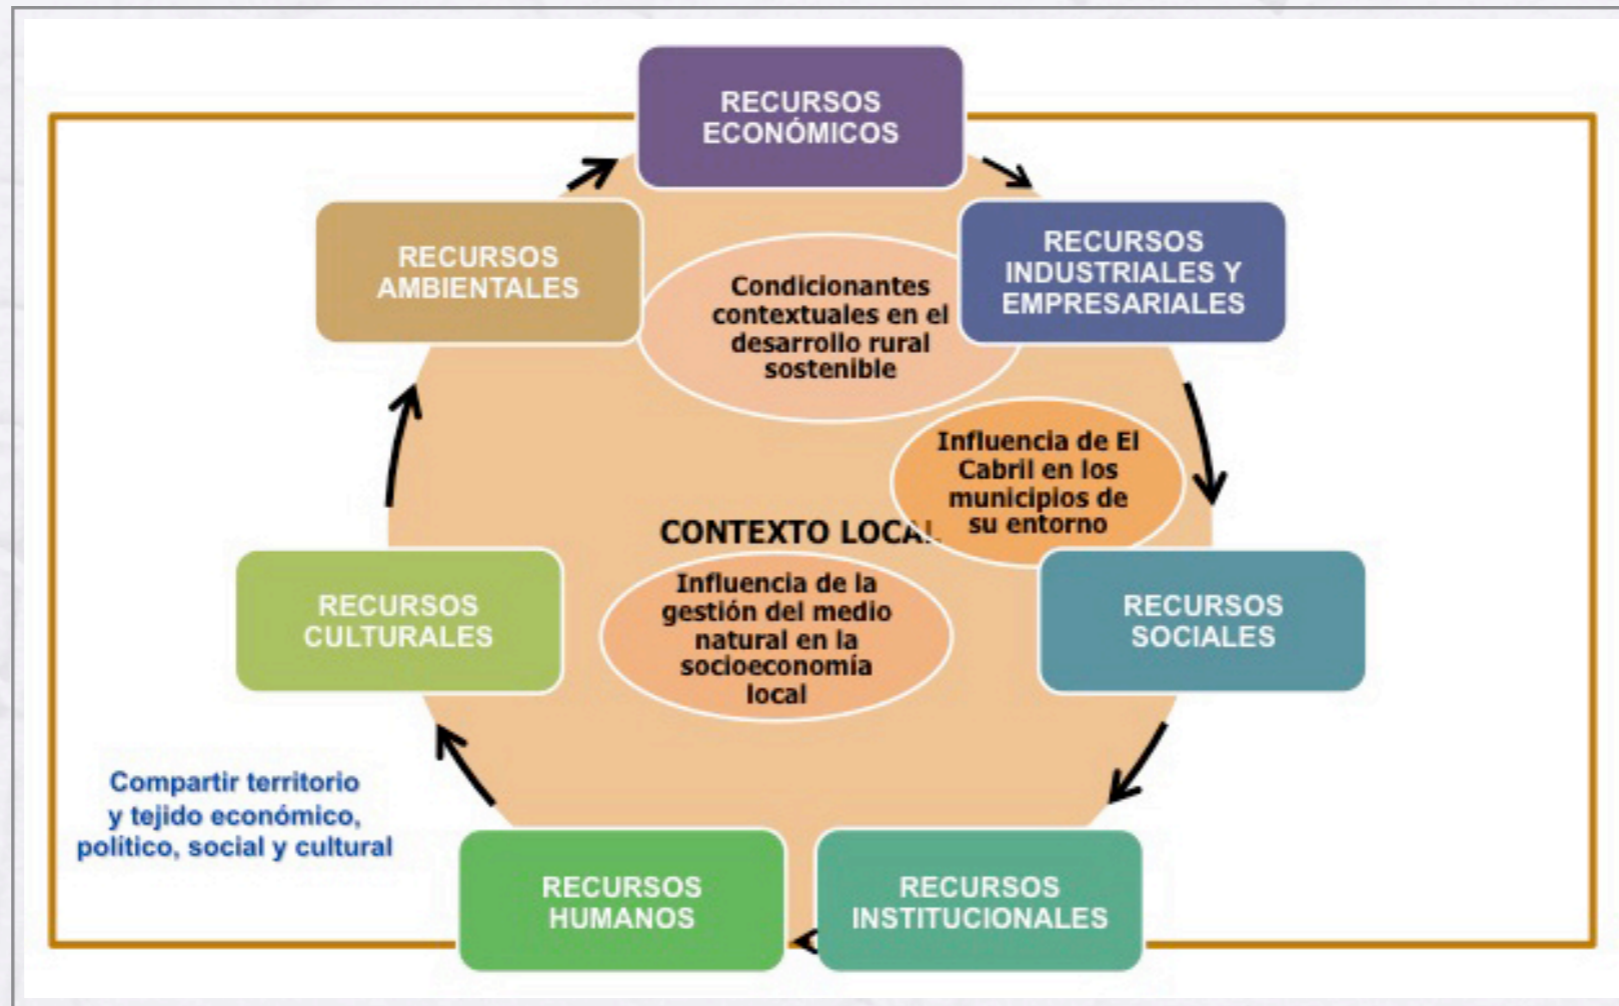 RECURSOS
ECONÓMICOS
RECURSOS
AMBIENTALES
RECURSOS
INDUSTRIALES Y
EMPRESARIALES
Condicionantes
contextuales en el
desarrollo rural
sostenible
Influencia de El
Cabril en los
municipios de
su entorno
CONTEXTO LOCAL
Influencia de la
gestión del medio
natural en la
socioeconomía
local
RECURSOS
CULTURALES
RECURSOS
SOCIALES
Compartir territorio
y tejido económico,
político, social y cultural
RECURSOS
HUMANOS
RECURSOS
INSTITUCIONALES